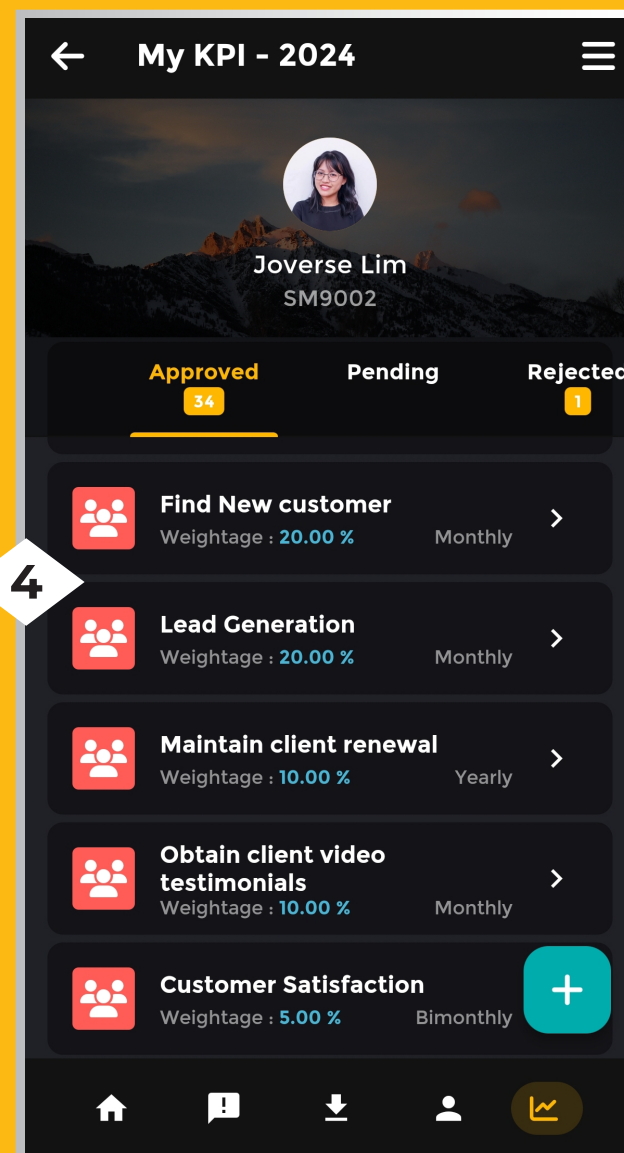 My KPI - 2024
Joverse Lim
SM9002
Approved Pending Rejected
34 1
Find New customer
Weightage : 20.00 % Monthly
4
Lead Generation
Weightage : 20.00 % Monthly
Maintain client renewal
Weightage : 10.00 % Yearly
Obtain client video
testimonials
Weightage : 10.00 % Monthly
Customer Satisfaction
Weightage : 5.00 % Bimonthly